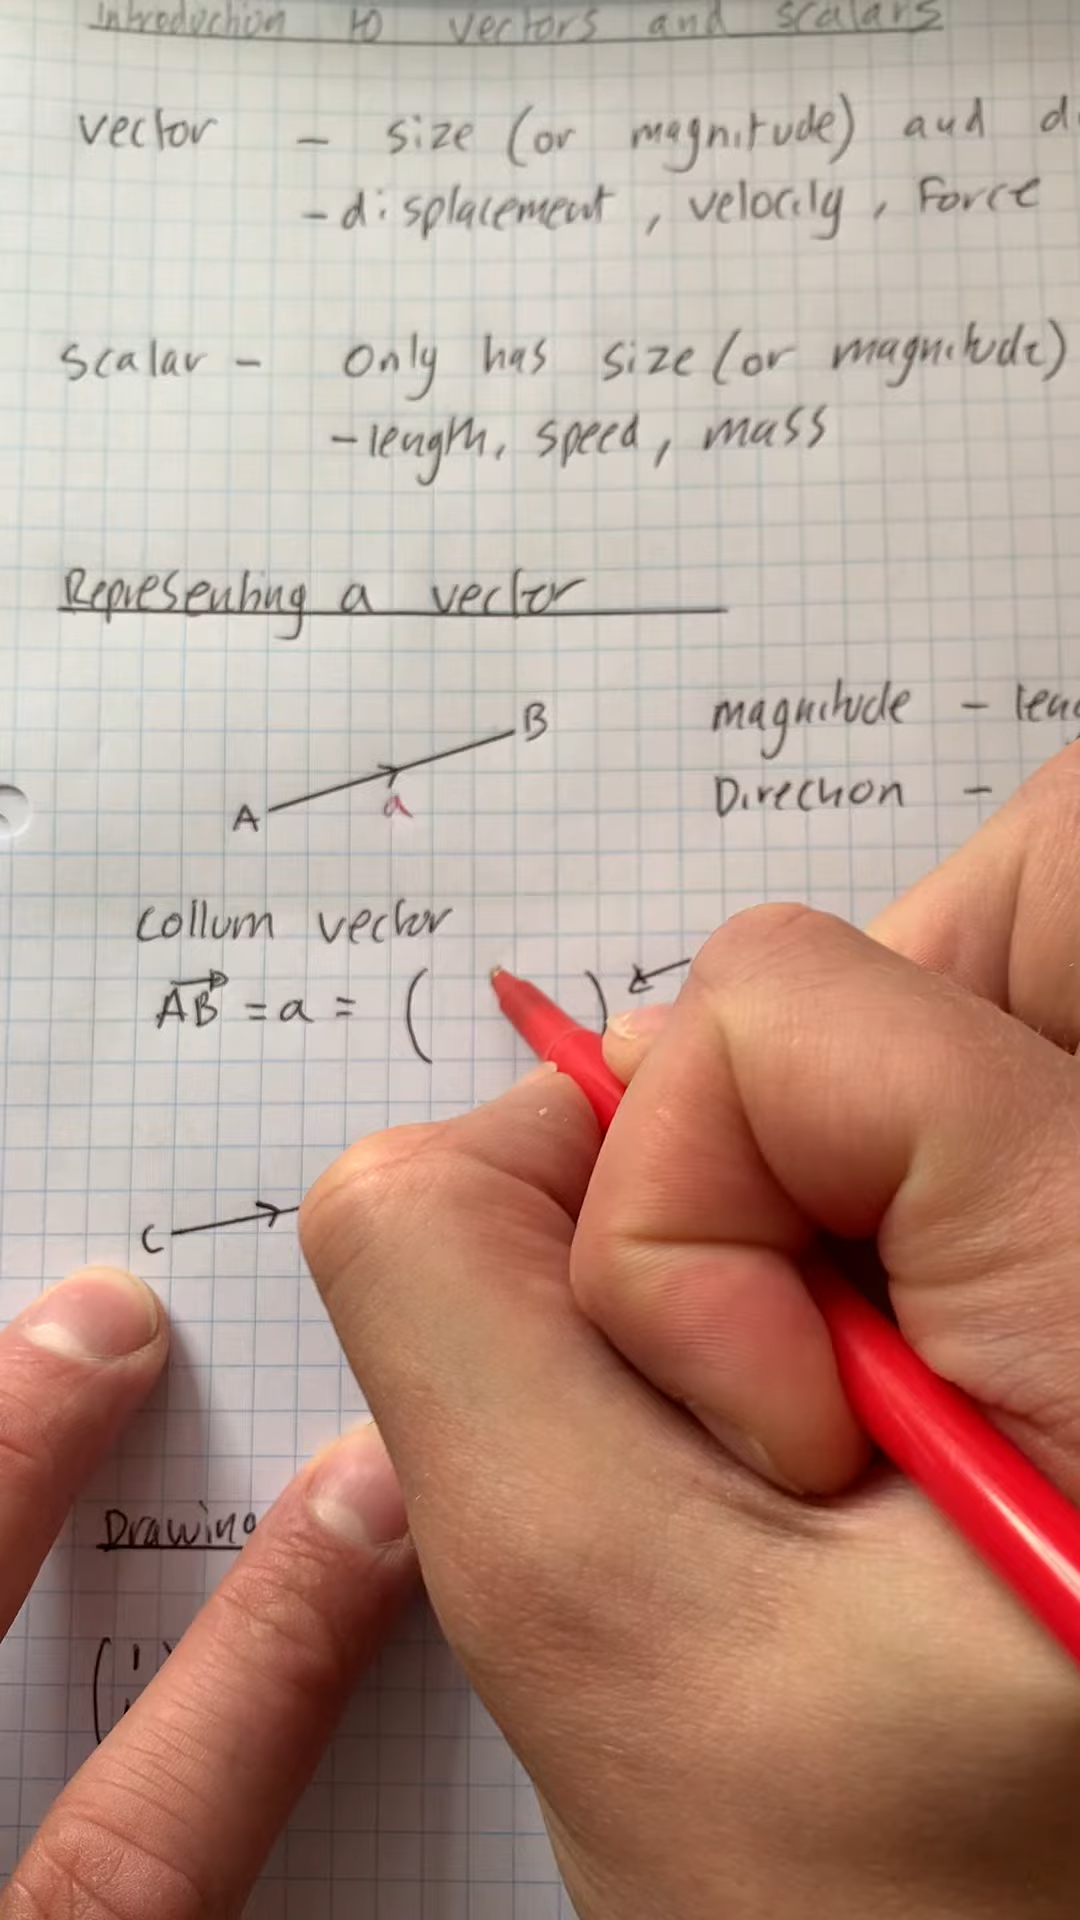 Introduction to vectors and scalars
vector - size (or magnitude) and d
- displacement, velocity, Force
scalar - Only has size (or magnitude)
- length, speed, mass
Representing a vector
B
A
a
magnitude - len
Direction -
Collum vector
AB = a = ( )
C
Drawing